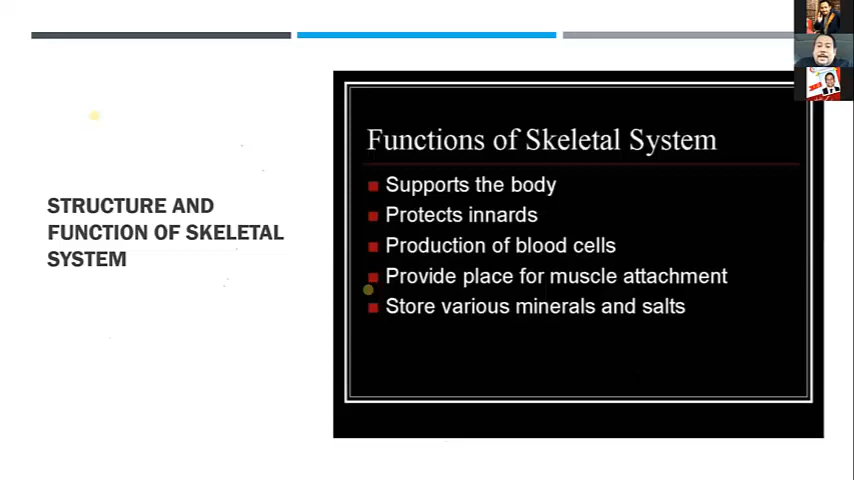 STRUCTURE AND
FUNCTION OF SKELETAL
SYSTEM
Functions of Skeletal System
Supports the body
Protects innards
Production of blood cells
Provide place for muscle attachment
Store various minerals and salts